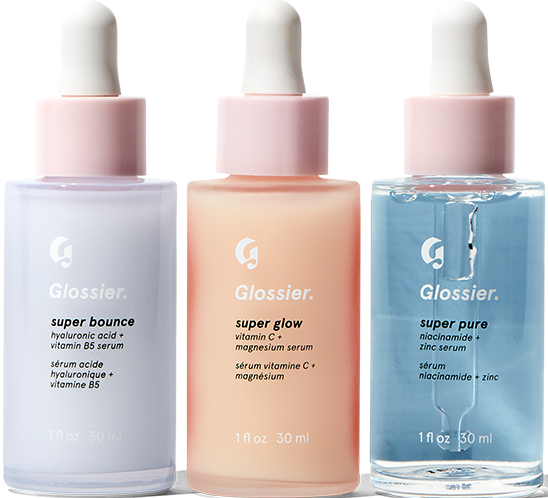 G
Glossier.
super bounce
hyaluronic acid +
vitamin B5 serum
sérum acide
hyaluronique +
vitamine B5
1 fl oz 30 ml
G
Glossier.
super glow
vitamin C +
magnesium serum
sérum vitamine C +
magnésium
1 fl oz 30 ml
G
Glossier.
super pure
niacinamide +
zinc serum
sérum
niacinamide + zinc
1 fl oz 30 ml